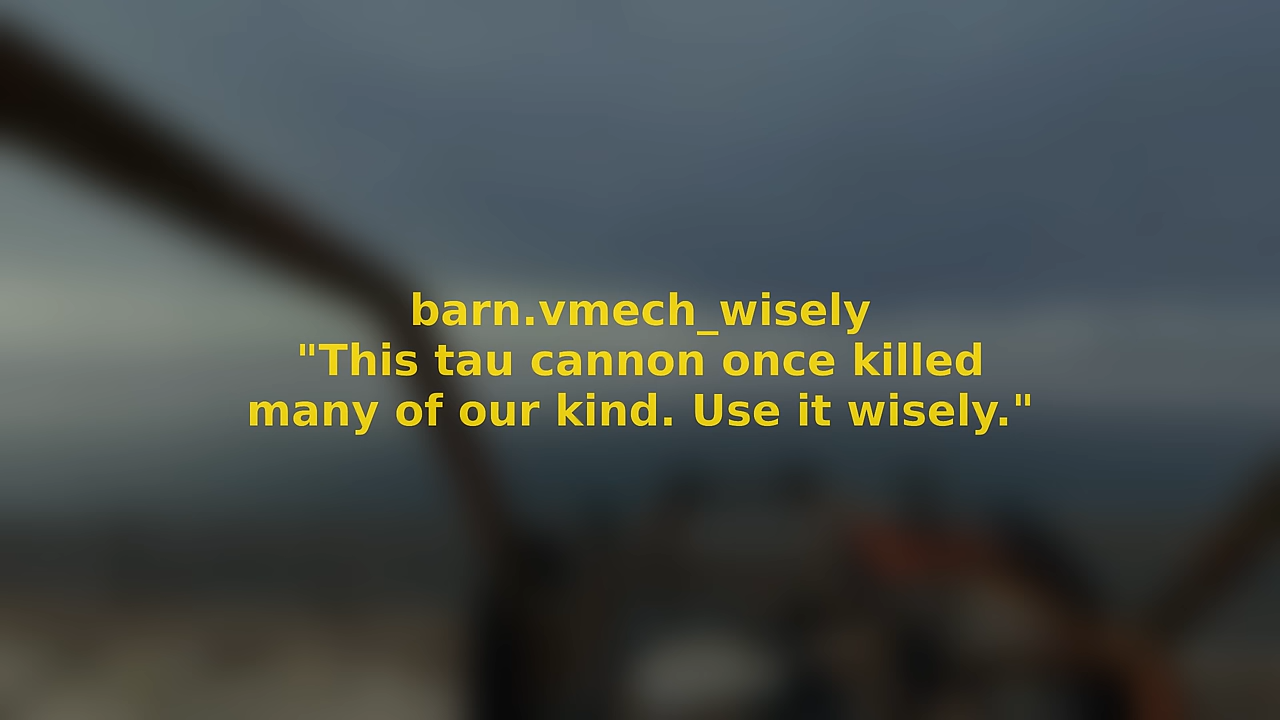 barn.vmech_wisely
"This tau cannon once killed
many of our kind. Use it wisely."